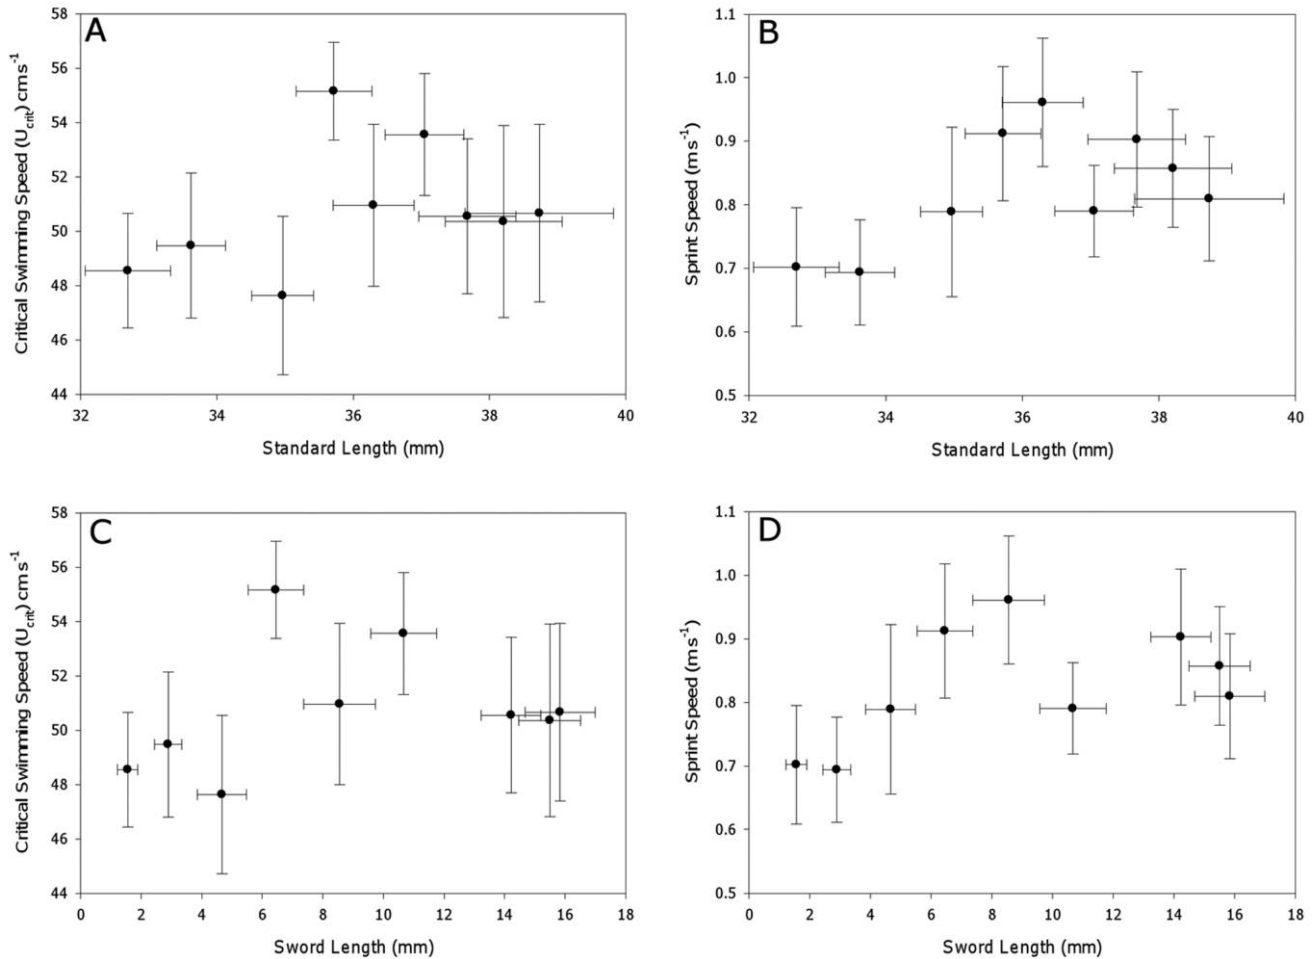 A
58
56
54
52
50
48
46
44
Critical Swimming Speed (Ucrit) cms-1
32 34 36 38 40
Standard Length (mm)
B
1.1
1.0
0.9
0.8
0.7
0.6
0.5
Sprint Speed (ms-1)
32 34 36 38 40
Standard Length (mm)
C
58
56
54
52
50
48
46
44
Critical Swimming Speed (Ucrit) cms-1
0 2 4 6 8 10 12 14 16 18
Sword Length (mm)
D
1.1
1.0
0.9
0.8
0.7
0.6
0.5
Sprint Speed (ms-1)
0 2 4 6 8 10 12 14 16 18
Sword Length (mm)